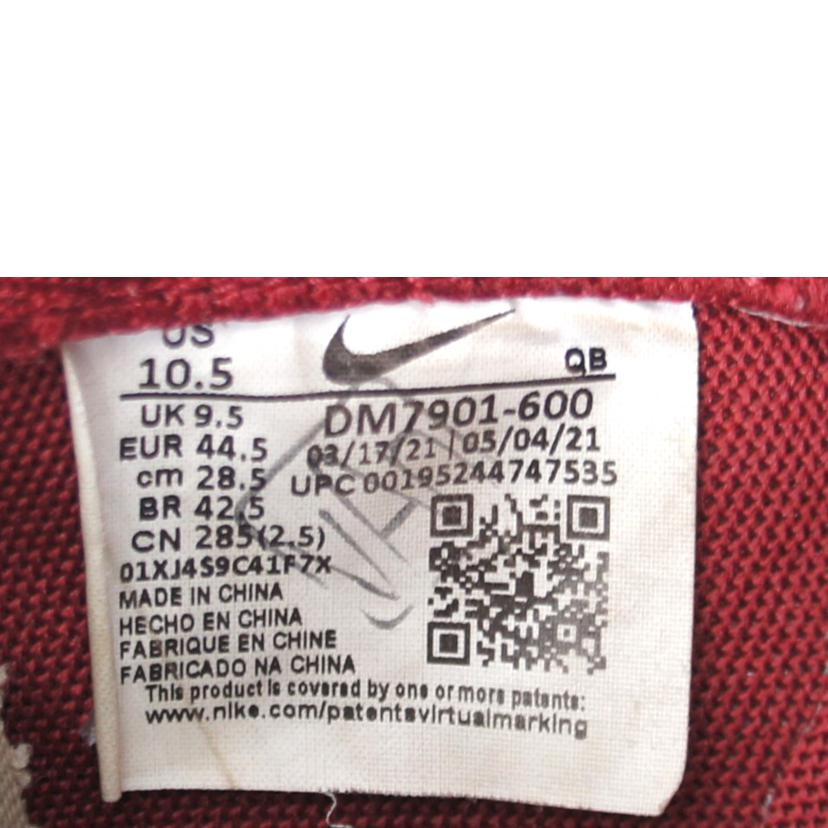 US
10.5
QB
UK 9.5
DM7901-600
EUR 44.5
03/17/21 | 05/04/21
cm 28.5
UPC 00195244747535
BR 42.5
CN 285(2.5)
01XJ4S9C41F7X
MADE IN CHINA
HECHO EN CHINA
FABRIQUE EN CHINE
FABRICADO NA CHINA
This product is covered by one or more patents:
www.nike.com/patentsvirtualmarking